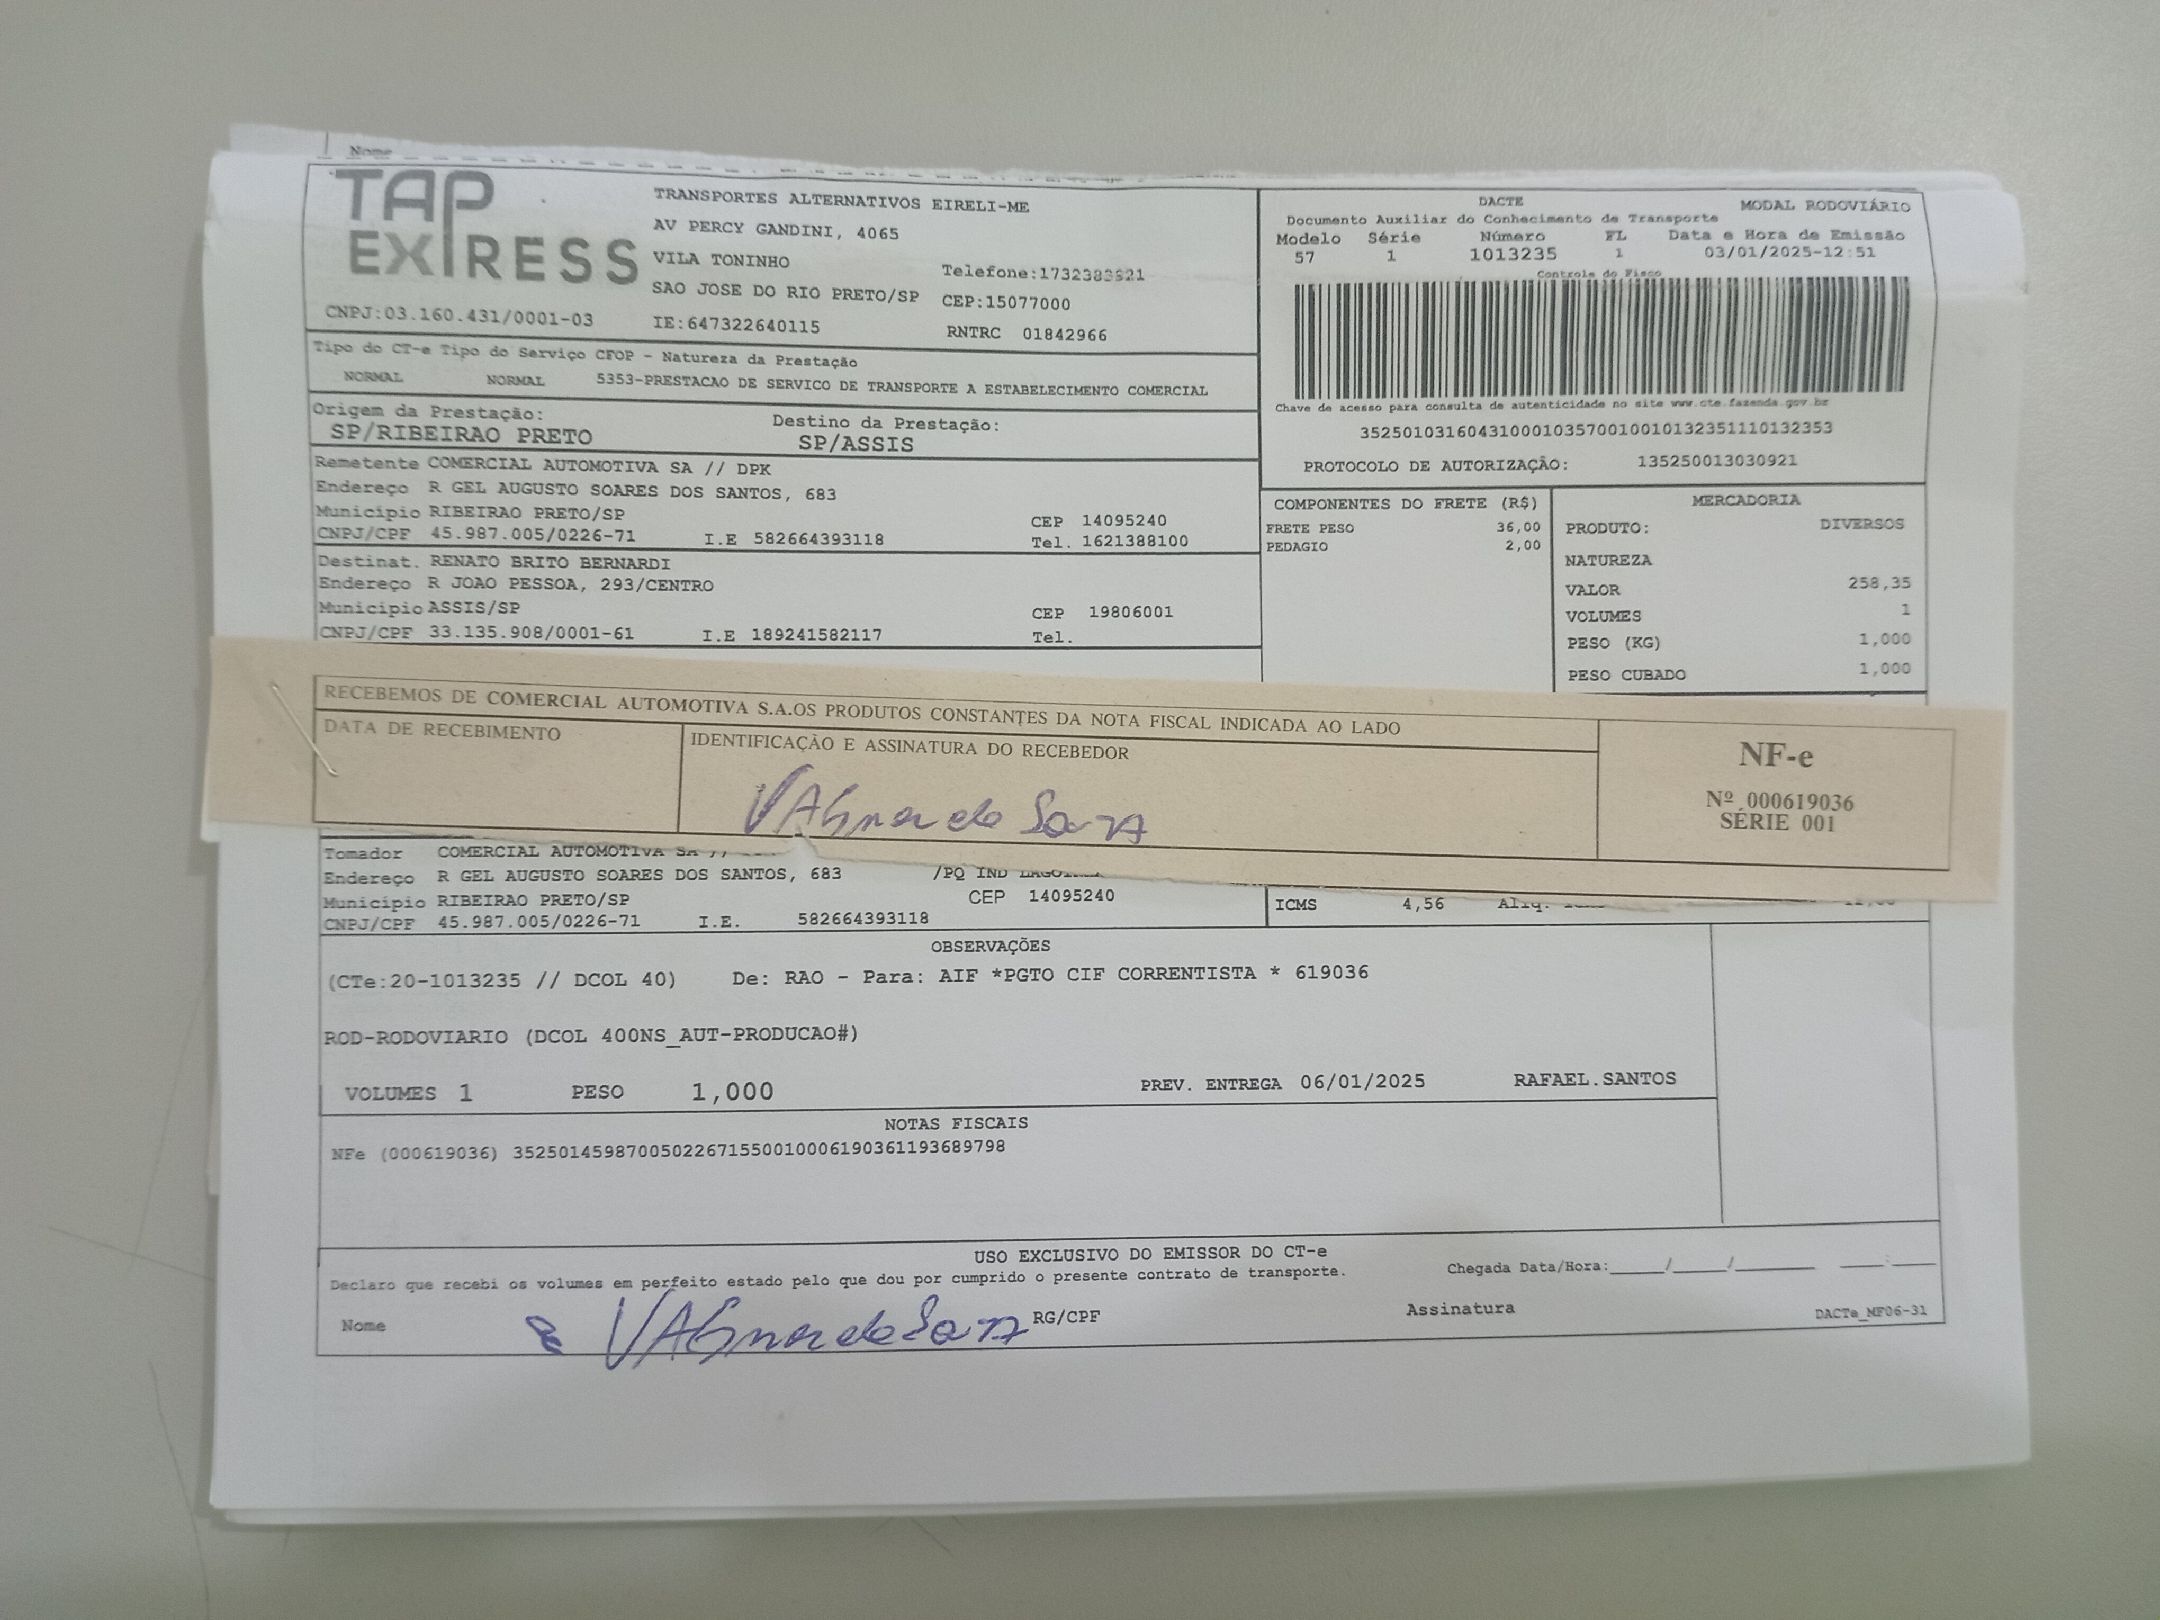 Nome
TAP EXPRESS
TRANSPORTES ALTERNATIVOS EIRELI-ME
AV PERCY GANDINI, 4065
VILA TONINHO
Telefone:1732383621
SAO JOSE DO RIO PRETO/SP CEP:15077000
CNPJ:03.160.431/0001-03 IE:647322640115 RNTRC 01842966
DACTE MODAL RODOVIÁRIO
Documento Auxiliar do Conhecimento de Transporte
Modelo Série Número FL Data e Hora de Emissão
57 1 1013235 1 03/01/2025-12:51
Controle do Fisco
Chave de acesso para consulta de autenticidade no site www.cte.fazenda.gov.br
35250103160431000103570010010132351110132353
PROTOCOLO DE AUTORIZAÇÃO: 135250013030921
Tipo do CT-e Tipo do Serviço CFOP - Natureza da Prestação
NORMAL NORMAL 5353-PRESTACAO DE SERVICO DE TRANSPORTE A ESTABELECIMENTO COMERCIAL
Origem da Prestação: Destino da Prestação:
SP/RIBEIRAO PRETO SP/ASSIS
Remetente COMERCIAL AUTOMOTIVA SA // DPK
Endereço R GEL AUGUSTO SOARES DOS SANTOS, 683
Município RIBEIRAO PRETO/SP CEP 14095240
CNPJ/CPF 45.987.005/0226-71 I.E 582664393118 Tel. 1621388100
Destinat. RENATO BRITO BERNARDI
Endereço R JOAO PESSOA, 293/CENTRO
Município ASSIS/SP CEP 19806001
CNPJ/CPF 33.135.908/0001-61 I.E 189241582117 Tel.
COMPONENTES DO FRETE (R$)
FRETE PESO 36,00
PEDAGIO 2,00
MERCADORIA
PRODUTO: DIVERSOS
NATUREZA
VALOR 258,35
VOLUMES 1
PESO (KG) 1,000
PESO CUBADO 1,000
RECEBEMOS DE COMERCIAL AUTOMOTIVA S.A.OS PRODUTOS CONSTANTES DA NOTA FISCAL INDICADA AO LADO
DATA DE RECEBIMENTO IDENTIFICAÇÃO E ASSINATURA DO RECEBEDOR
VAGner de Souza
NF-e
Nº 000619036
SÉRIE 001
Tomador COMERCIAL AUTOMOTIVA SA //
Endereço R GEL AUGUSTO SOARES DOS SANTOS, 683 /PQ IND
Município RIBEIRAO PRETO/SP CEP 14095240
CNPJ/CPF 45.987.005/0226-71 I.E. 582664393118
ICMS 4,56 Aliq.
OBSERVAÇÕES
(CTe:20-1013235 // DCOL 40) De: RAO - Para: AIF *PGTO CIF CORRENTISTA * 619036
ROD-RODOVIARIO (DCOL 400NS_AUT-PRODUCAO#)
VOLUMES 1 PESO 1,000 PREV. ENTREGA 06/01/2025 RAFAEL.SANTOS
NOTAS FISCAIS
NFe (000619036) 35250145987005022671550010006190361193689798
USO EXCLUSIVO DO EMISSOR DO CT-e
Declaro que recebi os volumes em perfeito estado pelo que dou por cumprido o presente contrato de transporte. Chegada Data/Hora:_____/_____/________ ____:____
Nome VAGner de Souza RG/CPF Assinatura DACTe_MF06-31